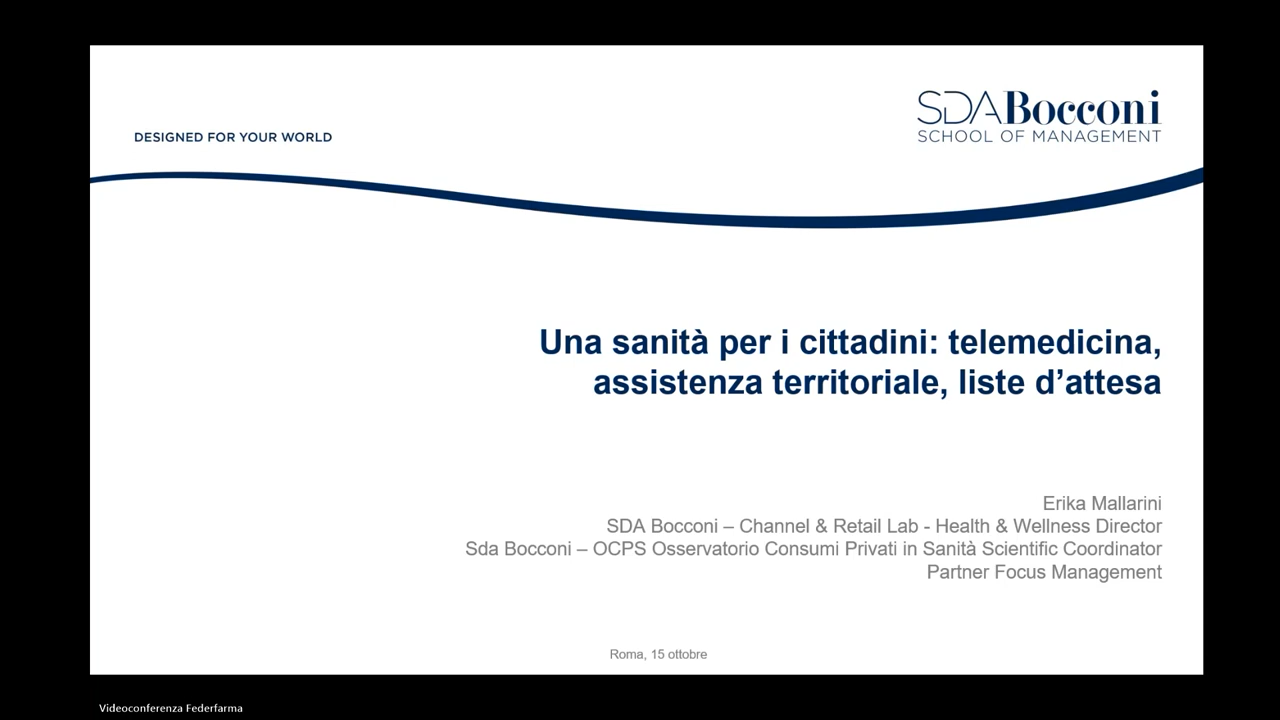 DESIGNED FOR YOUR WORLD
SDA Bocconi
SCHOOL OF MANAGEMENT
Una sanità per i cittadini: telemedicina,
assistenza territoriale, liste d’attesa
Erika Mallarini
SDA Bocconi – Channel & Retail Lab - Health & Wellness Director
Sda Bocconi – OCPS Osservatorio Consumi Privati in Sanità Scientific Coordinator
Partner Focus Management
Roma, 15 ottobre
Videoconferenza Federfarma